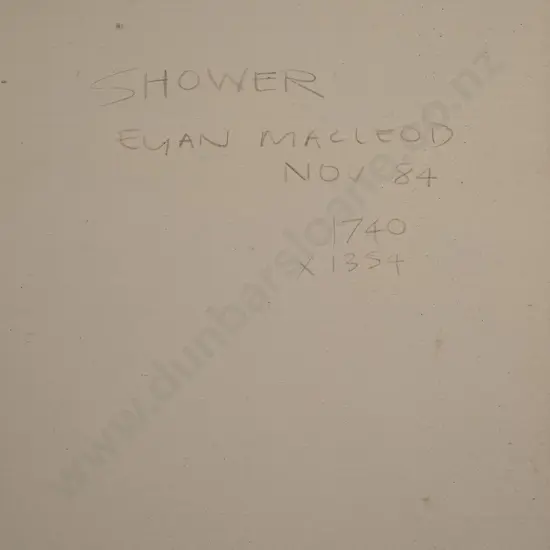 SHOWER
EUAN MACLEOD
NOV 84
1740
x 1354
www.dunbarsloane.co.nz